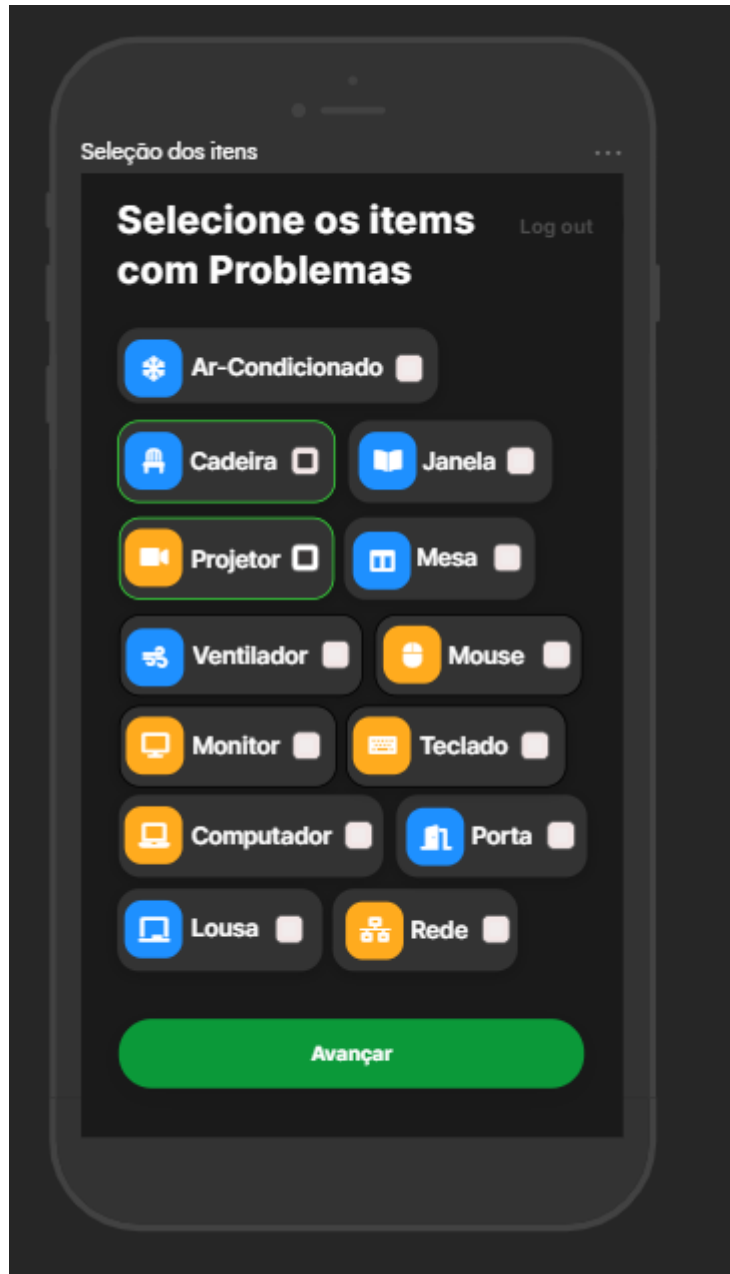 Seleção dos itens
...
Selecione os items
Log out
com Problemas
Ar-Condicionado
Cadeira
Janela
Projetor
Mesa
Ventilador
Mouse
Monitor
Teclado
Computador
Porta
Lousa
Rede
Avançar